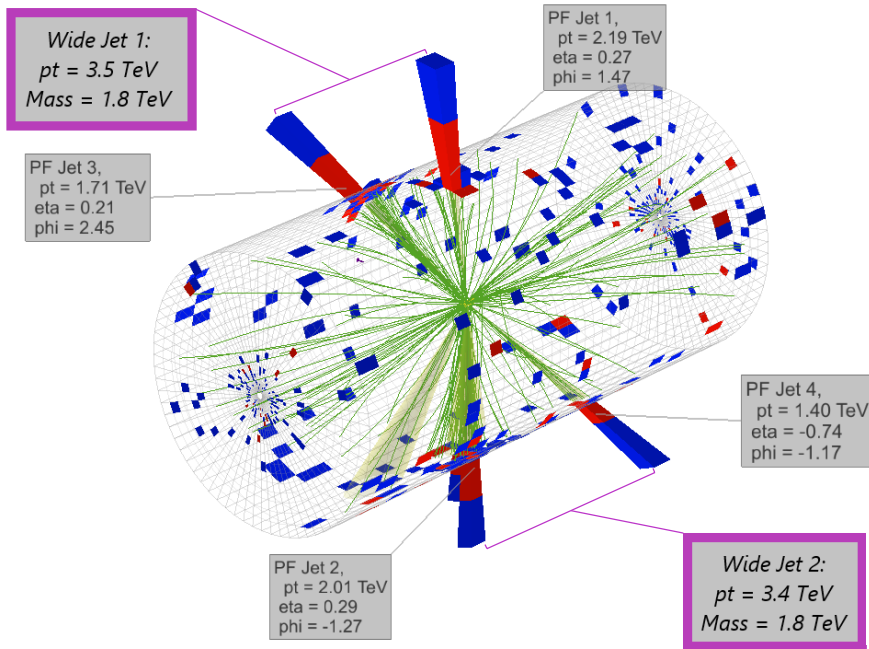 Wide Jet 1:
pt = 3.5 TeV
Mass = 1.8 TeV
PF Jet 1,
pt = 2.19 TeV
eta = 0.27
phi = 1.47
PF Jet 3,
pt = 1.71 TeV
eta = 0.21
phi = 2.45
PF Jet 4,
pt = 1.40 TeV
eta = -0.74
phi = -1.17
PF Jet 2,
pt = 2.01 TeV
eta = 0.29
phi = -1.27
Wide Jet 2:
pt = 3.4 TeV
Mass = 1.8 TeV